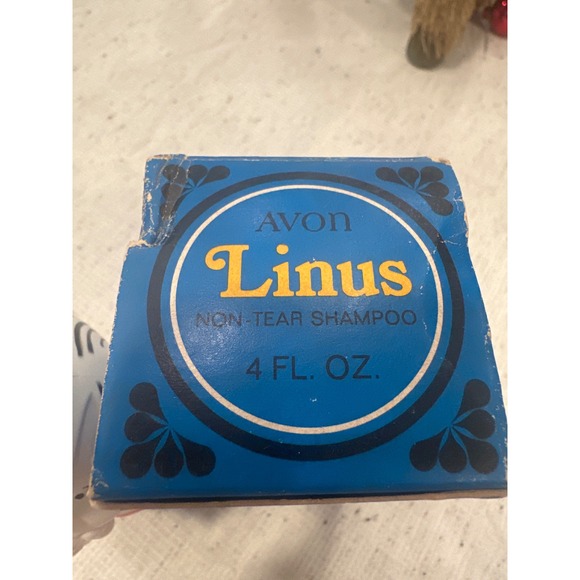 AVON
Linus
NON-TEAR SHAMPOO
4 FL. OZ.